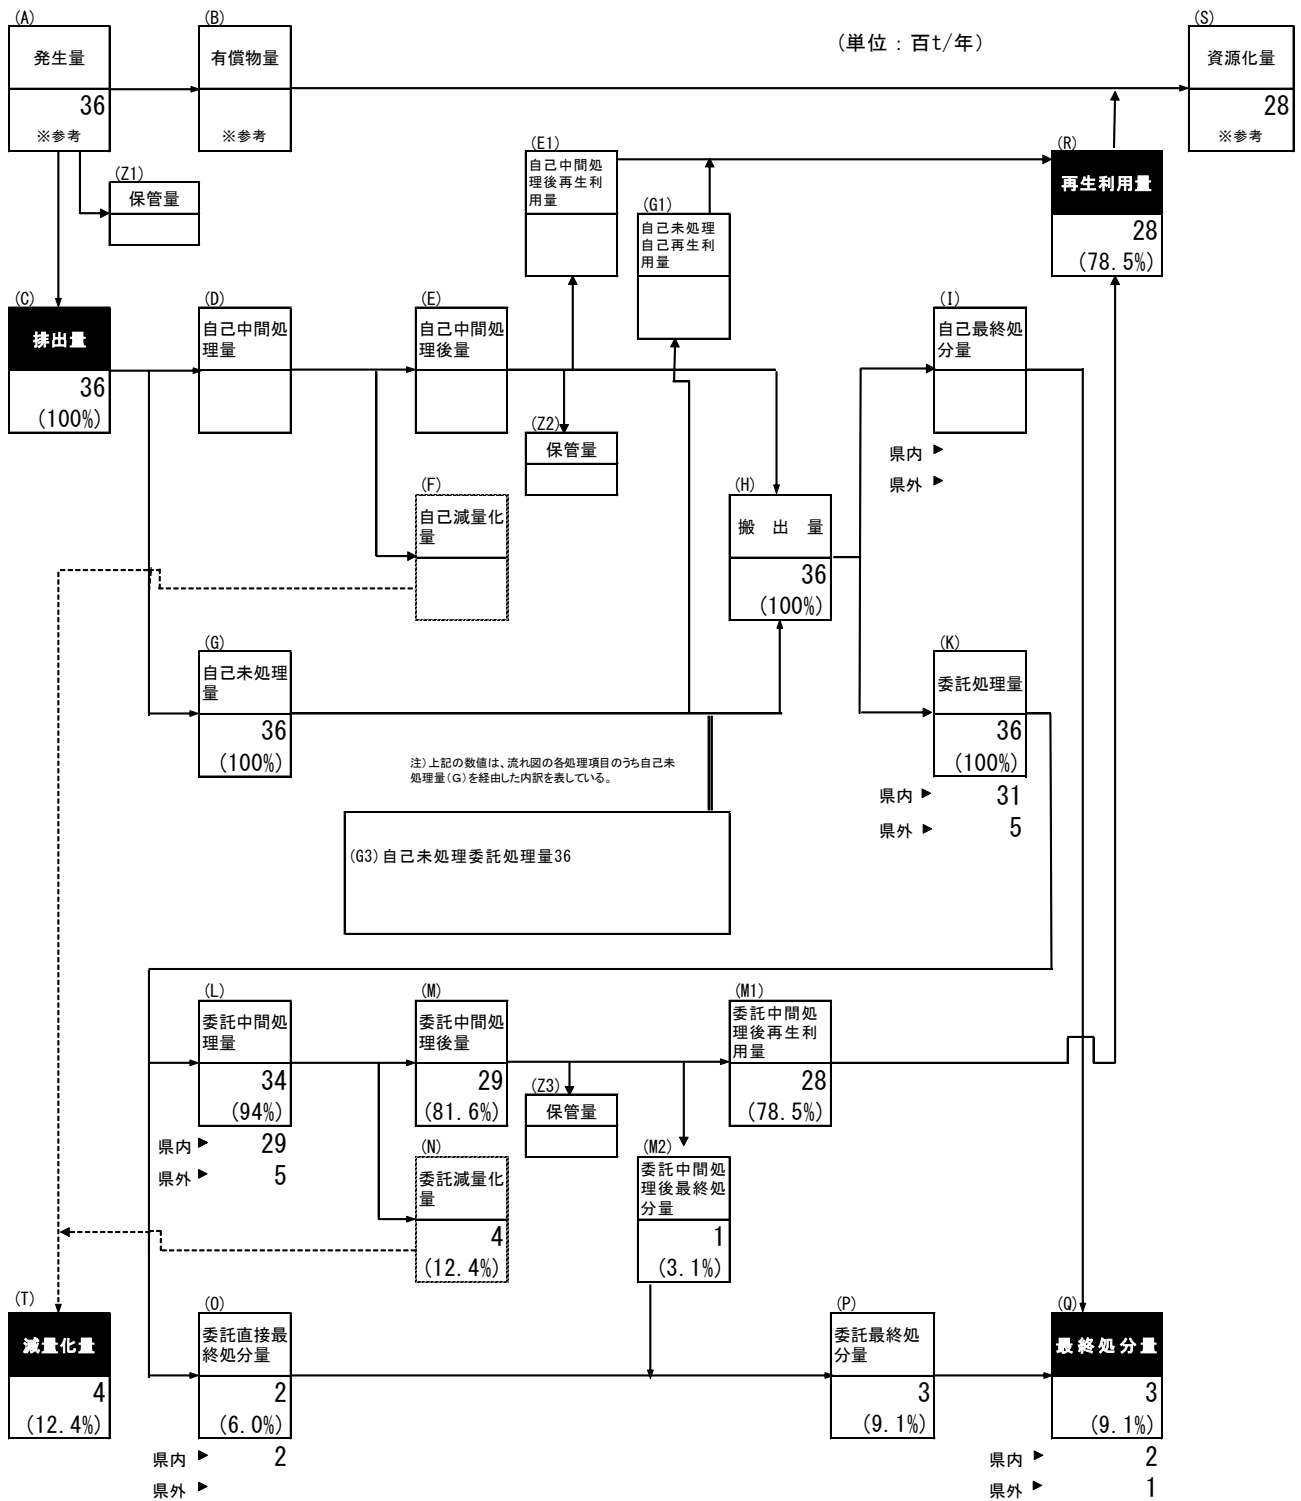 (A)
発生量
36
※参考
(B)
有償物量
※参考
(単位：百t/年)
(S)
資源化量
28
※参考
(Z1)
保管量
(E1)
自己中間処
理後再生利
用量
(G1)
自己未処理
自己再生利
用量
(R)
再生利用量
28
(78.5%)
(C)
排出量
36
(100%)
(D)
自己中間処
理量
(E)
自己中間処
理後量
(I)
自己最終処
分量
県内 ▶
県外 ▶
(Z2)
保管量
(F)
自己減量化
量
(H)
搬 出 量
36
(100%)
(G)
自己未処理
量
36
(100%)
(K)
委託処理量
36
(100%)
県内 ▶ 31
県外 ▶ 5
注)上記の数値は、流れ図の各処理項目のうち自己未
処理量(G)を経由した内訳を表している。
(G3)自己未処理委託処理量36
(L)
委託中間処
理量
34
(94%)
県内 ▶ 29
県外 ▶ 5
(M)
委託中間処
理後量
29
(81.6%)
(Z3)
保管量
(M1)
委託中間処
理後再生利
用量
28
(78.5%)
(N)
委託減量化
量
4
(12.4%)
(M2)
委託中間処
理後最終処
分量
1
(3.1%)
(T)
減量化量
4
(12.4%)
(O)
委託直接最
終処分量
2
(6.0%)
県内 ▶ 2
県外 ▶
(P)
委託最終処
分量
3
(9.1%)
(Q)
最終処分量
3
(9.1%)
県内 ▶ 2
県外 ▶ 1